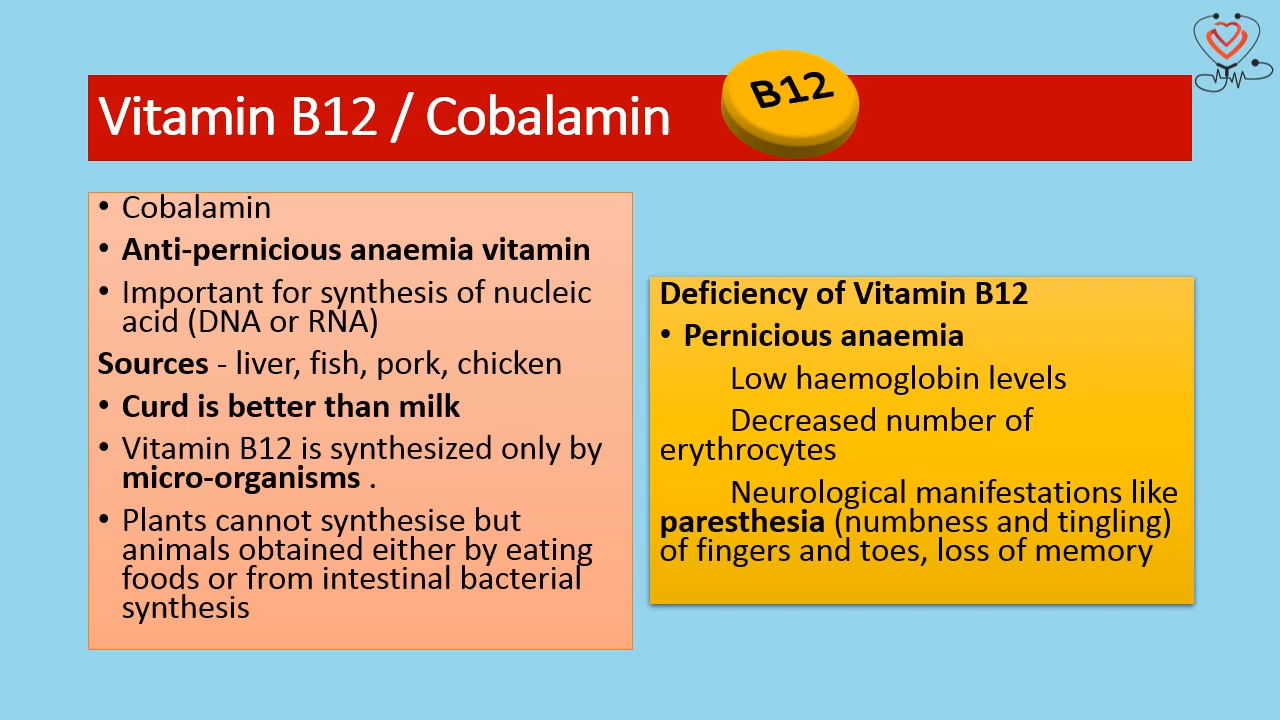 Vitamin B12 / Cobalamin
B12
• Cobalamin
• Anti-pernicious anaemia vitamin
• Important for synthesis of nucleic
acid (DNA or RNA)
Sources - liver, fish, pork, chicken
• Curd is better than milk
• Vitamin B12 is synthesized only by
micro-organisms .
• Plants cannot synthesise but
animals obtained either by eating
foods or from intestinal bacterial
synthesis
Deficiency of Vitamin B12
• Pernicious anaemia
Low haemoglobin levels
Decreased number of
erythrocytes
Neurological manifestations like
paresthesia (numbness and tingling)
of fingers and toes, loss of memory